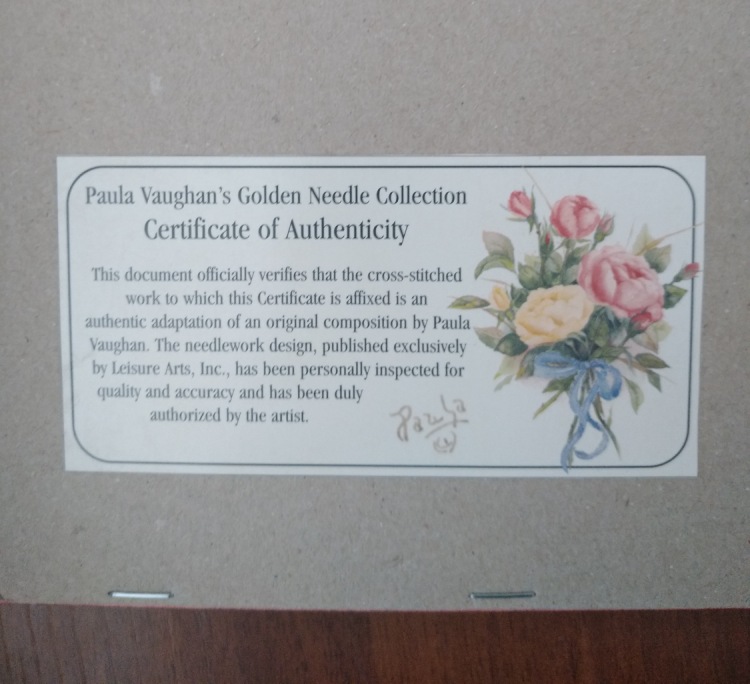 Paula Vaughan's Golden Needle Collection
Certificate of Authenticity
This document officially verifies that the cross-stitched
work to which this Certificate is affixed is an
authentic adaptation of an original composition by Paula
Vaughan. The needlework design, published exclusively
by Leisure Arts, Inc., has been personally inspected for
quality and accuracy and has been duly
authorized by the artist.
Paula